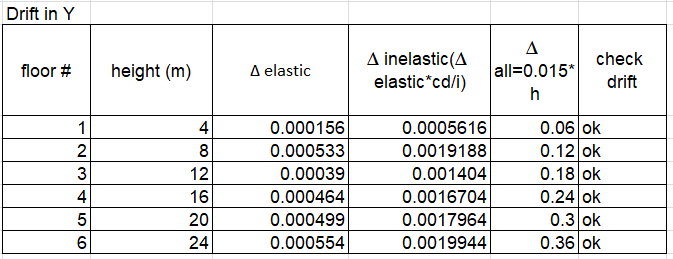 Drift in Y
floor # height (m) Δ elastic Δ inelastic(Δ elastic*cd/i) Δ all=0.015*h check drift
1 4 0.000156 0.0005616 0.06 ok
2 8 0.000533 0.0019188 0.12 ok
3 12 0.00039 0.001404 0.18 ok
4 16 0.000464 0.0016704 0.24 ok
5 20 0.000499 0.0017964 0.3 ok
6 24 0.000554 0.0019944 0.36 ok